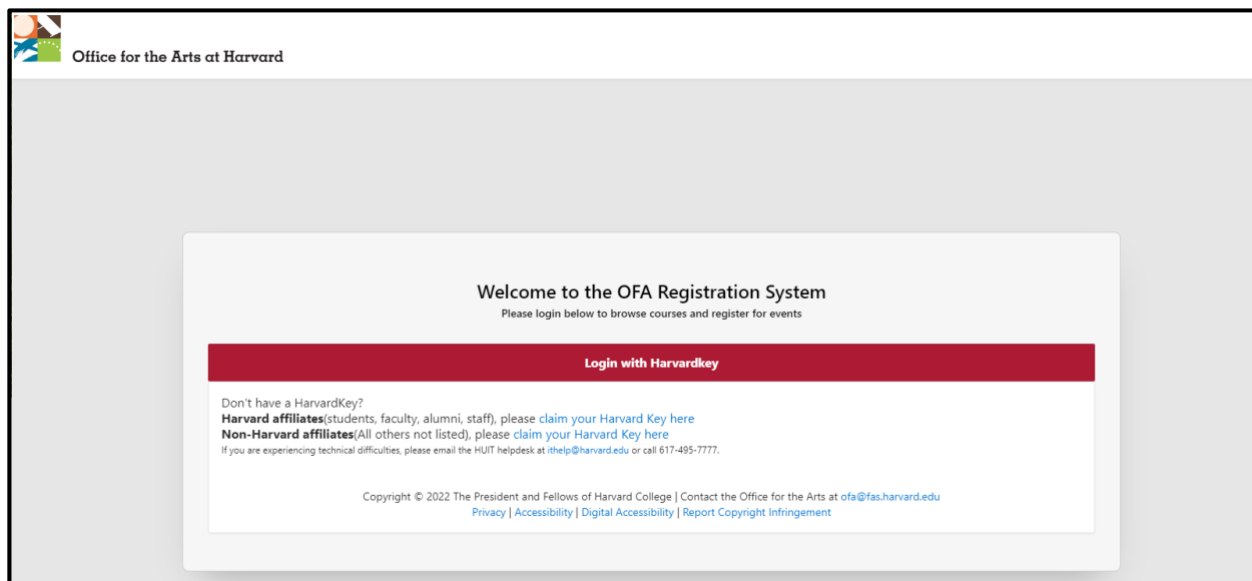 Office for the Arts at Harvard
Welcome to the OFA Registration System
Please login below to browse courses and register for events
Login with Harvardkey
Don't have a HarvardKey?
Harvard affiliates(students, faculty, alumni, staff), please claim your Harvard Key here
Non-Harvard affiliates(All others not listed), please claim your Harvard Key here
If you are experiencing technical difficulties, please email the HUIT helpdesk at ithelp@harvard.edu or call 617-495-7777.
Copyright © 2022 The President and Fellows of Harvard College | Contact the Office for the Arts at ofa@fas.harvard.edu
Privacy | Accessibility | Digital Accessibility | Report Copyright Infringement